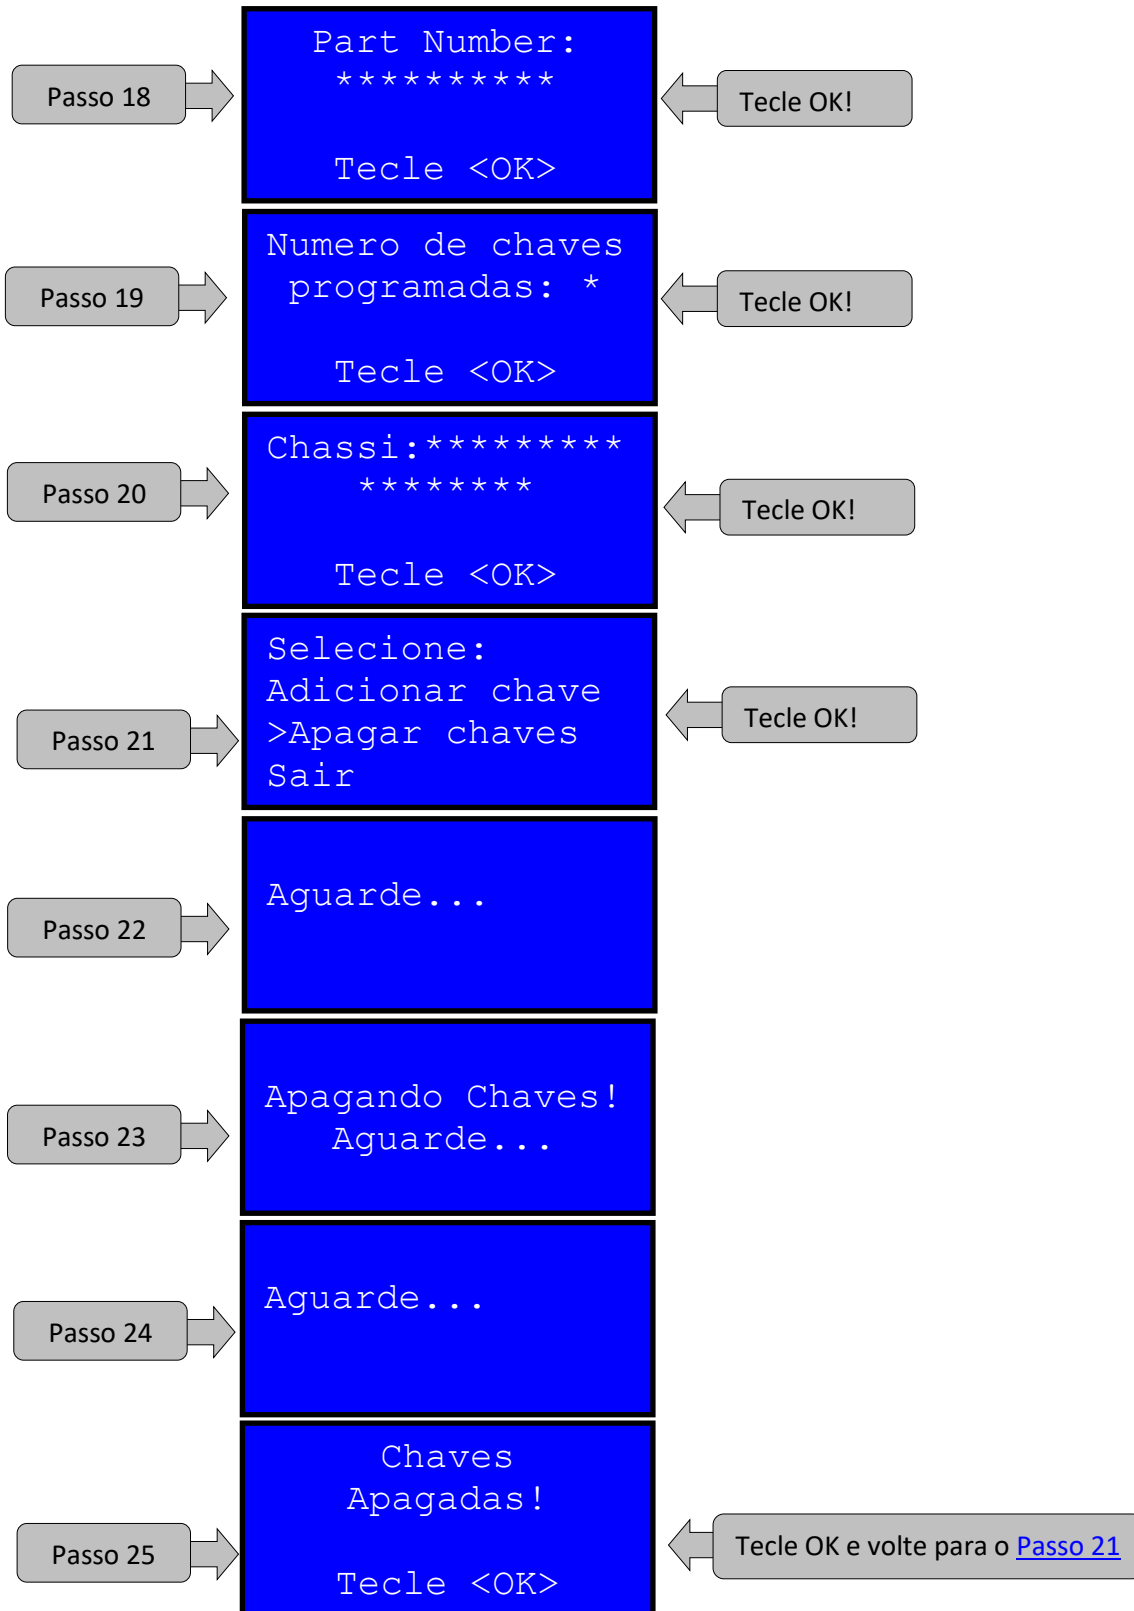 Passo 18
Part Number:
**********
Tecle <OK>
Tecle OK!
Passo 19
Numero de chaves
programadas: *
Tecle <OK>
Tecle OK!
Passo 20
Chassi:*********
********
Tecle <OK>
Tecle OK!
Passo 21
Selecione:
Adicionar chave
>Apagar chaves
Sair
Tecle OK!
Passo 22
Aguarde...
Passo 23
Apagando Chaves!
Aguarde...
Passo 24
Aguarde...
Passo 25
Chaves
Apagadas!
Tecle <OK>
Tecle OK e volte para o Passo 21